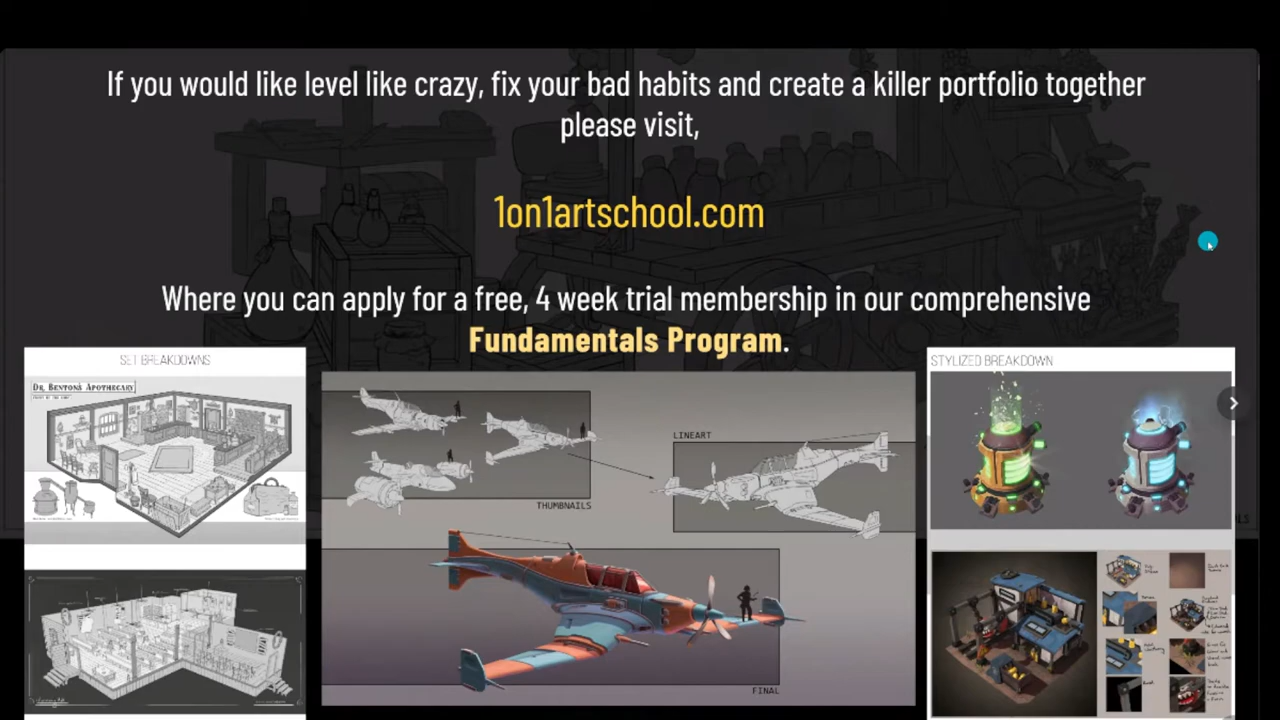 If you would like level like crazy, fix your bad habits and create a killer portfolio together
please visit,
1on1artschool.com
Where you can apply for a free, 4 week trial membership in our comprehensive
Fundamentals Program.
SET BREAKDOWNS
DR. BENTON'S APOTHECARY
THUMBNAILS
LINEART
FINAL
STYLIZED BREAKDOWN